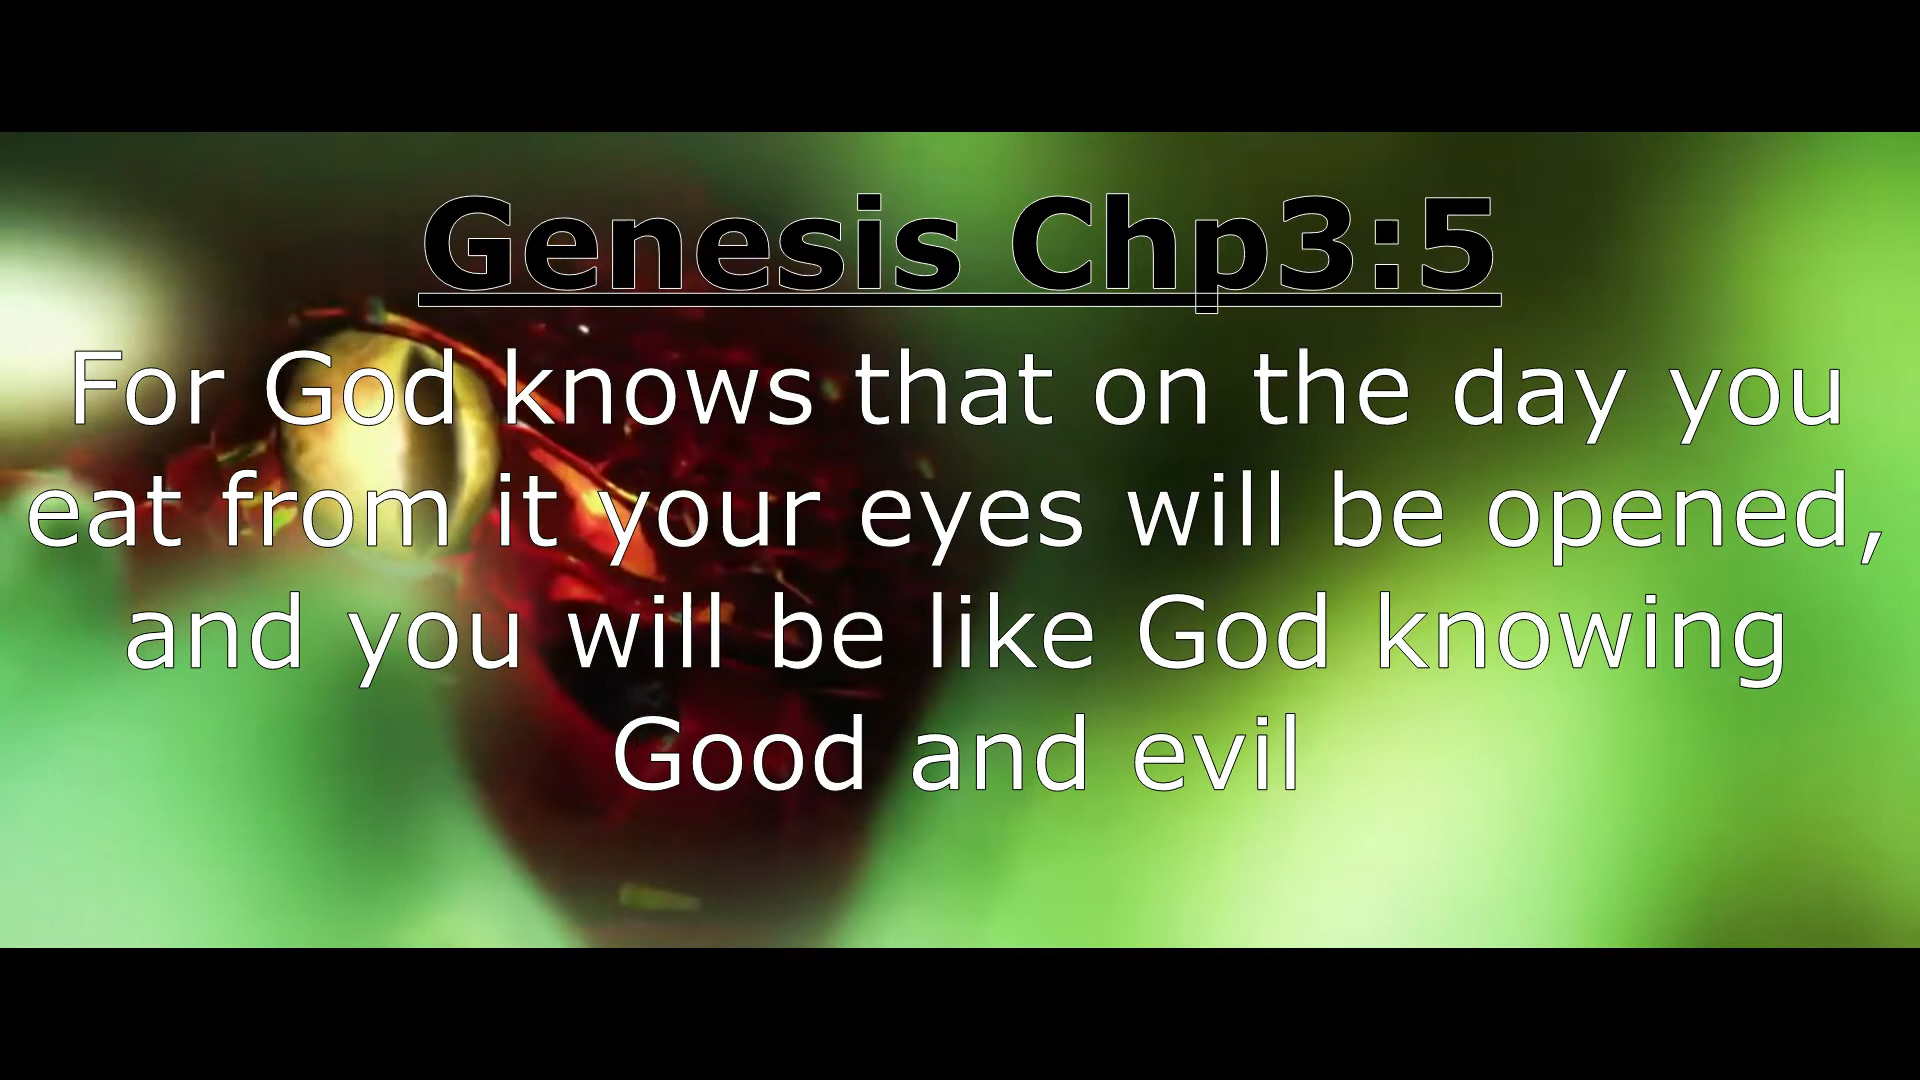 Genesis Chp3:5
For God knows that on the day you
eat from it your eyes will be opened,
and you will be like God knowing
Good and evil